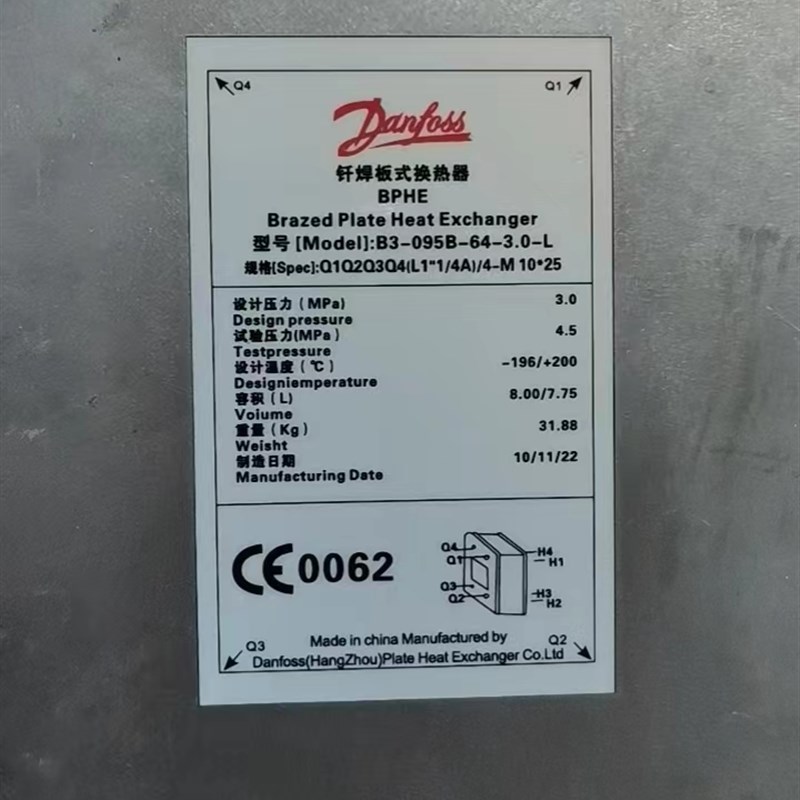 Q4 Q1
Danfoss
钎焊板式换热器
BPHE
Brazed Plate Heat Exchanger
型号[Model]:B3-095B-64-3.0-L
规格[Spec]:Q1Q2Q3Q4(L1"1/4A)/4-M 10*25
设计压力(MPa) 3.0
Design pressure
试验压力(MPa) 4.5
Testpressure
设计温度(℃) -196/+200
Designiemperature
容积(L) 8.00/7.75
Voiume
重量(Kg) 31.88
Weisht
制造日期 10/11/22
Manufacturing Date
CE0062
Q4 H4
Q1 H1
Q3 H3
Q2 H2
Q3 Q2
Made in china Manufactured by
Danfoss(HangZhou)Plate Heat Exchanger Co.Ltd